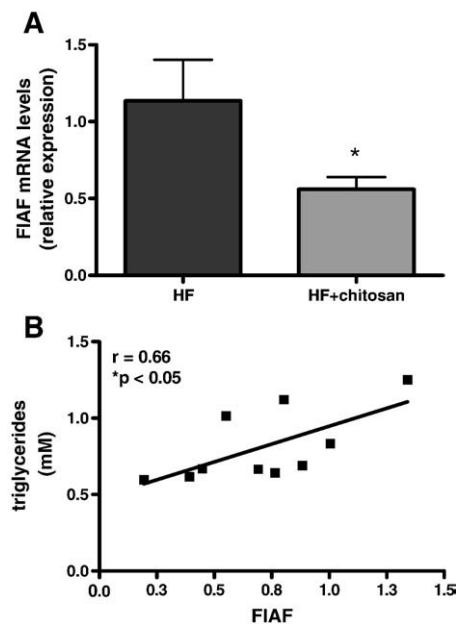 A
FIAF mRNA levels
(relative expression)
1.5
1.0
0.5
0.0
*
HF
HF+chitosan
B
r = 0.66
*p < 0.05
triglycerides
(mM)
1.5
1.0
0.5
0.0
0.0 0.3 0.5 0.8 1.0 1.3 1.5
FIAF